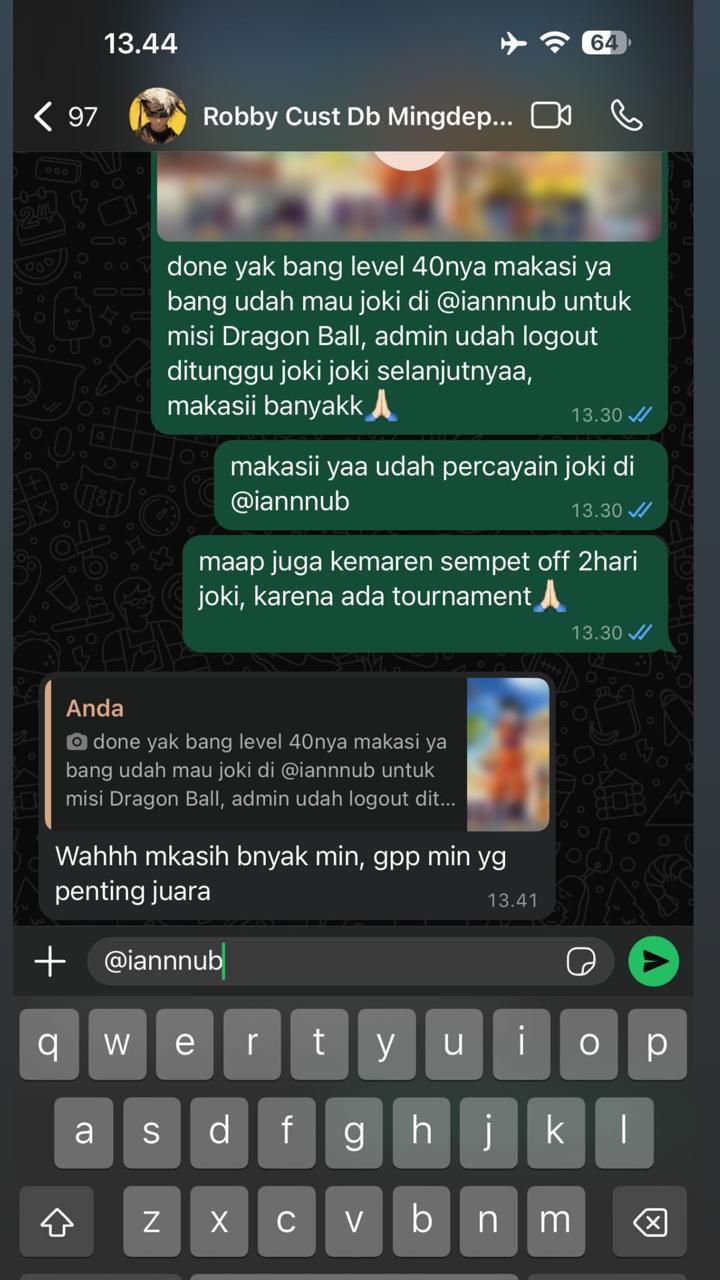 13.44
64
97
Robby Cust Db Mingdep...
done yak bang level 40nya makasi ya
bang udah mau joki di @iannnub untuk
misi Dragon Ball, admin udah logout
ditunggu joki joki selanjutnyaa,
makasii banyakk🙏🏻
13.30
makasii yaa udah percayain joki di
@iannnub
13.30
maap juga kemaren sempet off 2hari
joki, karena ada tournament🙏🏻
13.30
Anda
done yak bang level 40nya makasi ya
bang udah mau joki di @iannnub untuk
misi Dragon Ball, admin udah logout dit...
Wahhh mkasih bnyak min, gpp min yg
penting juara
13.41
@iannnub
q w e r t y u i o p
a s d f g h j k l
z x c v b n m